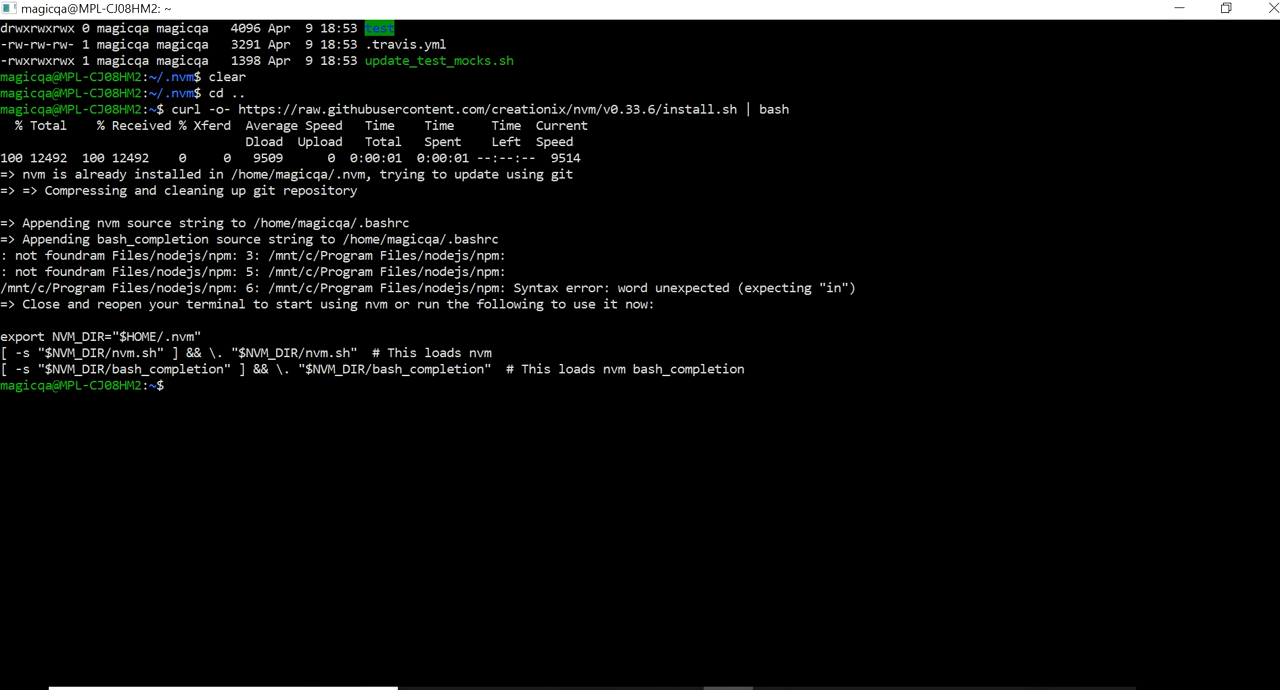 magicqa@MPL-CJ08HM2: ~
drwxrwxrwx 0 magicqa magicqa   4096 Apr  9 18:53 test
-rw-rw-rw- 1 magicqa magicqa   3291 Apr  9 18:53 .travis.yml
-rwxrwxrwx 1 magicqa magicqa   1398 Apr  9 18:53 update_test_mocks.sh
magicqa@MPL-CJ08HM2:~/.nvm$ clear
magicqa@MPL-CJ08HM2:~/.nvm$ cd ..
magicqa@MPL-CJ08HM2:~$ curl -o- https://raw.githubusercontent.com/creationix/nvm/v0.33.6/install.sh | bash
  % Total    % Received % Xferd  Average Speed   Time    Time     Time  Current
                                 Dload  Upload   Total   Spent    Left  Speed
100 12492  100 12492    0     0   9509      0  0:00:01  0:00:01 --:--:--  9514
=> nvm is already installed in /home/magicqa/.nvm, trying to update using git
=> => Compressing and cleaning up git repository
=> Appending nvm source string to /home/magicqa/.bashrc
=> Appending bash_completion source string to /home/magicqa/.bashrc
: not foundram Files/nodejs/npm: 3: /mnt/c/Program Files/nodejs/npm:
: not foundram Files/nodejs/npm: 5: /mnt/c/Program Files/nodejs/npm:
/mnt/c/Program Files/nodejs/npm: 6: /mnt/c/Program Files/nodejs/npm: Syntax error: word unexpected (expecting "in")
=> Close and reopen your terminal to start using nvm or run the following to use it now:
export NVM_DIR="$HOME/.nvm"
[ -s "$NVM_DIR/nvm.sh" ] && \. "$NVM_DIR/nvm.sh"  # This loads nvm
[ -s "$NVM_DIR/bash_completion" ] && \. "$NVM_DIR/bash_completion"  # This loads nvm bash_completion
magicqa@MPL-CJ08HM2:~$